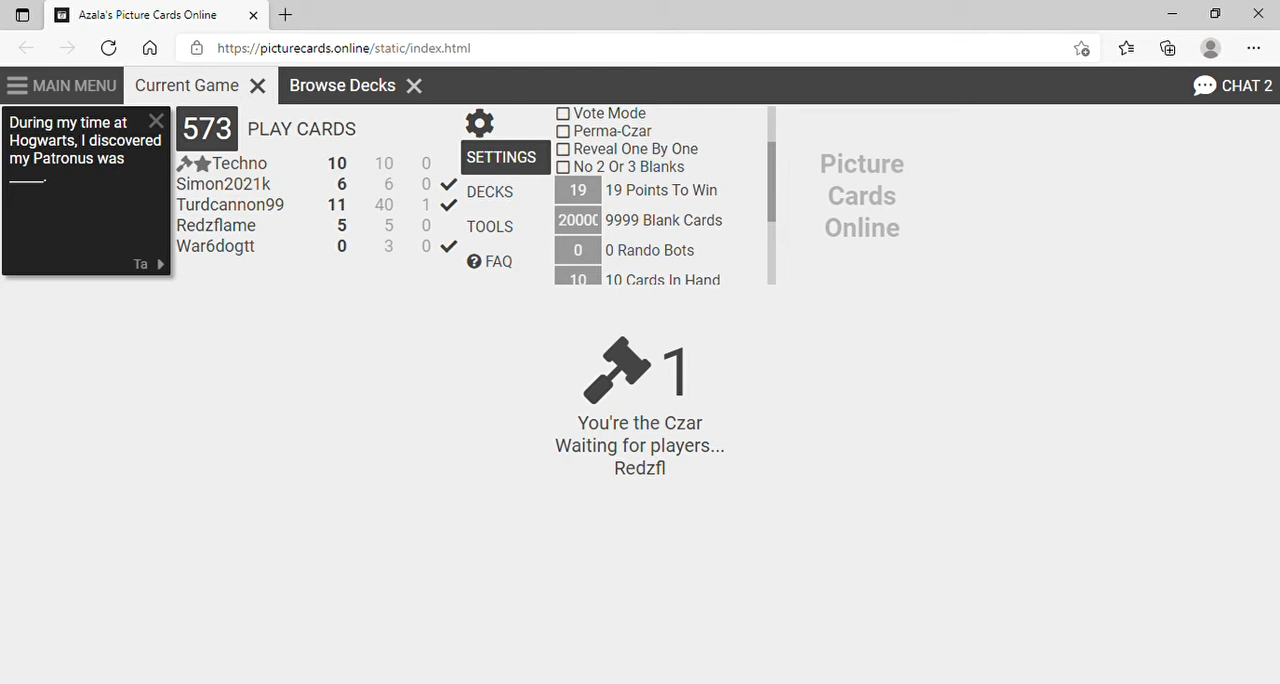 Azala's Picture Cards Online
https://picturecards.online/static/index.html
MAIN MENU
Current Game
Browse Decks
CHAT 2
During my time at
Hogwarts, I discovered
my Patronus was
____.
Ta
573 PLAY CARDS
Techno 10 10 0
Simon2021k 6 6 0
Turdcannon99 11 40 1
Redzflame 5 5 0
War6dogtt 0 3 0
SETTINGS
DECKS
TOOLS
FAQ
Vote Mode
Perma-Czar
Reveal One By One
No 2 Or 3 Blanks
19 19 Points To Win
20000 9999 Blank Cards
0 0 Rando Bots
10 10 Cards In Hand
Picture
Cards
Online
1
You're the Czar
Waiting for players...
Redzfl